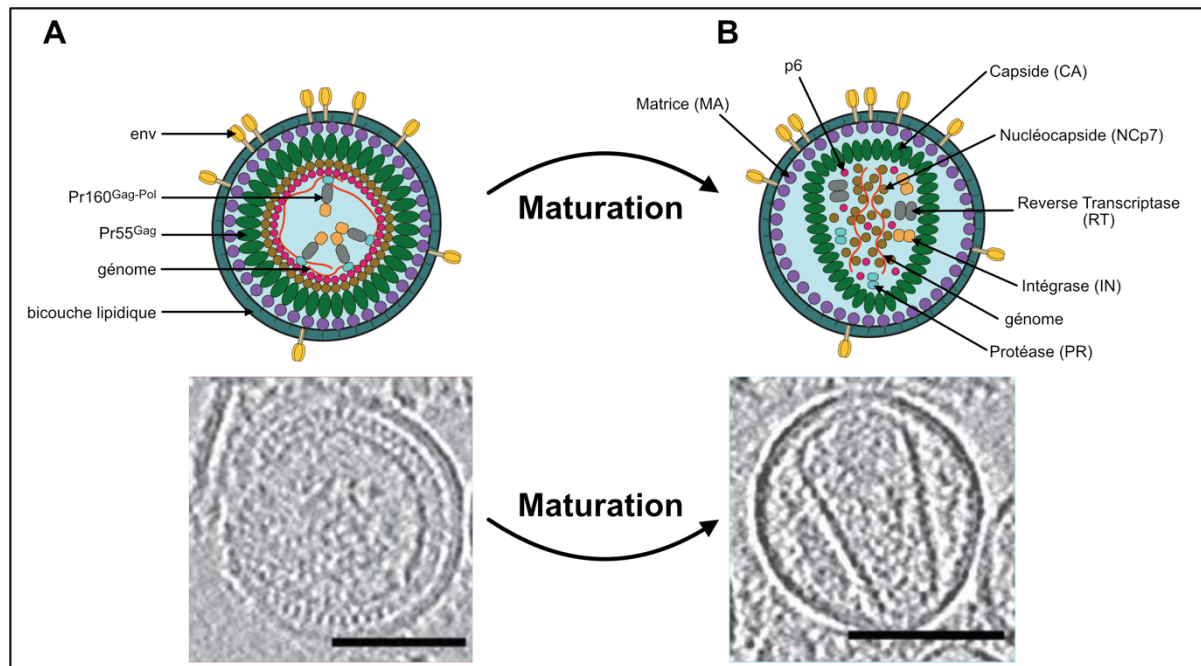 A
env
Pr160Gag-Pol
Pr55Gag
génome
bicouche lipidique
Maturation
B
p6
Matrice (MA)
Capside (CA)
Nucléocapside (NCp7)
Reverse Transcriptase
(RT)
Intégrase (IN)
génome
Protéase (PR)
Maturation